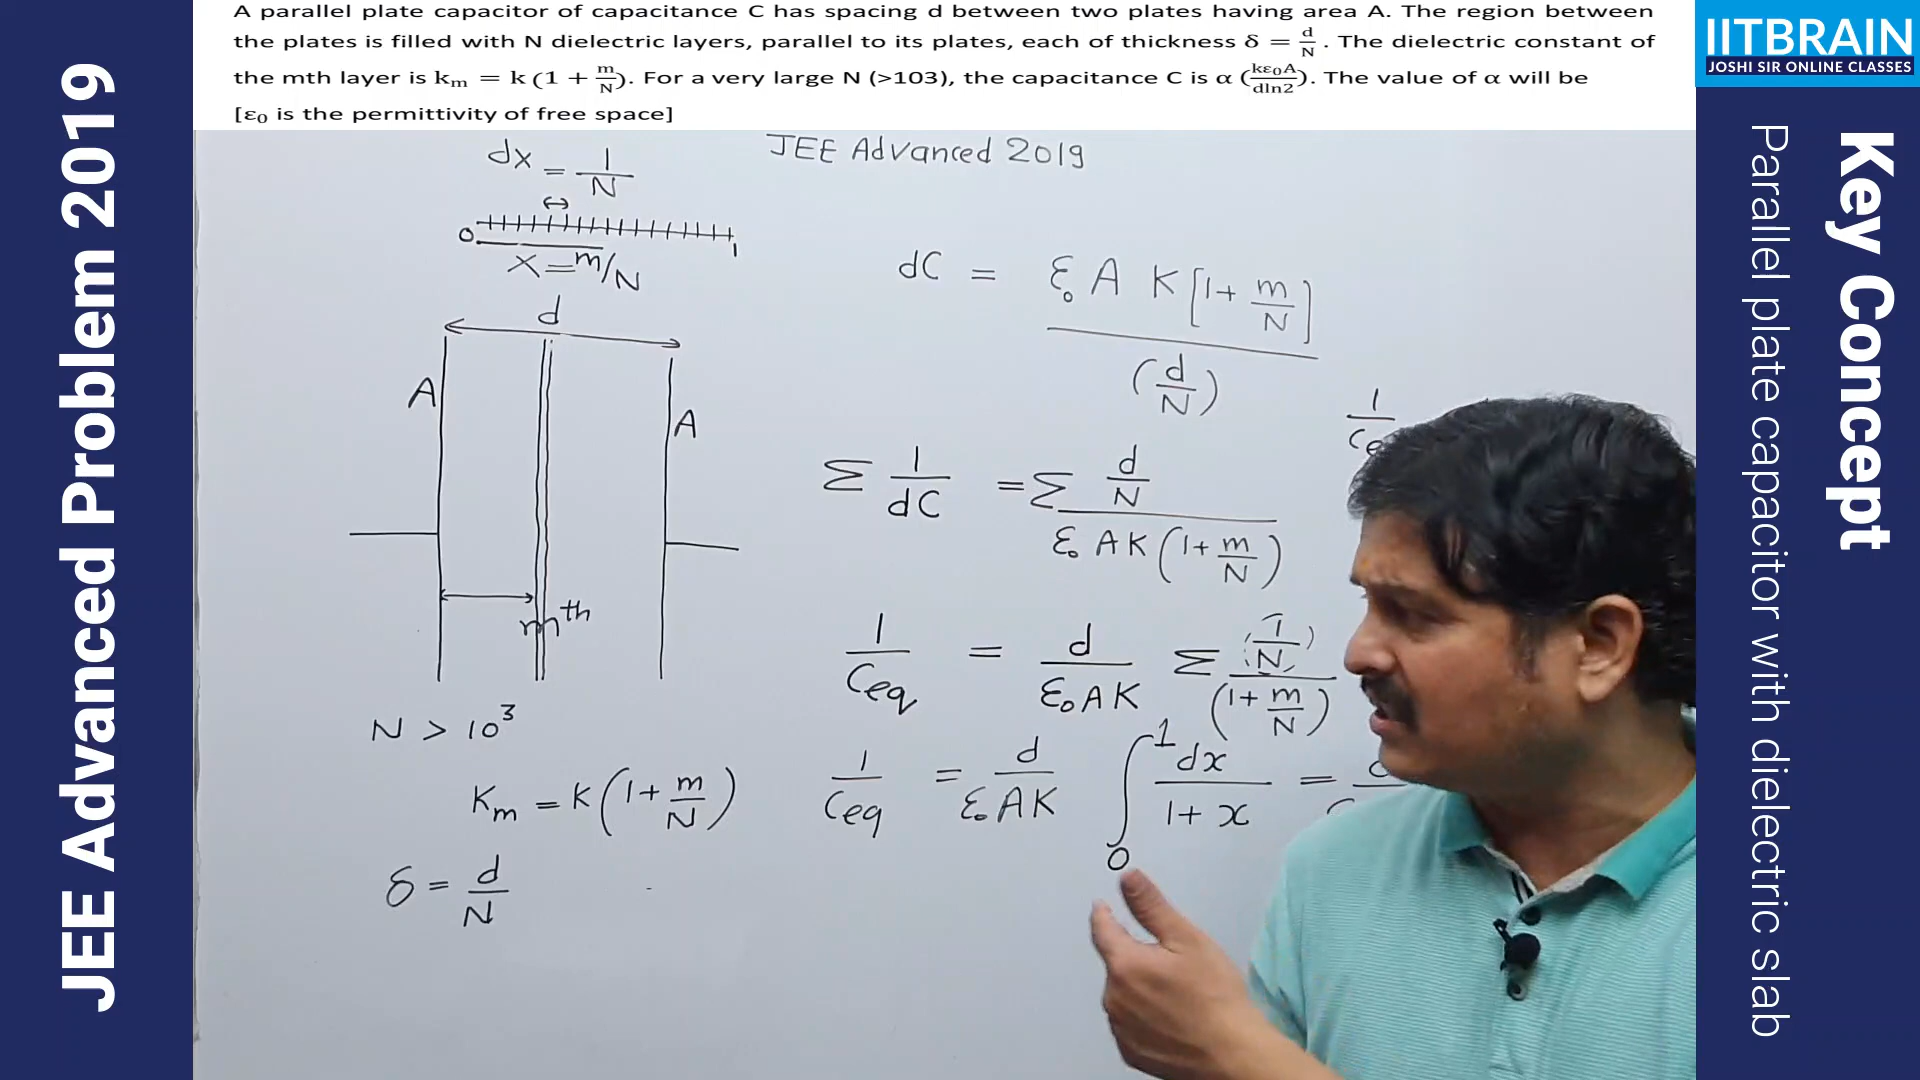 JEE Advanced Problem 2019
A parallel plate capacitor of capacitance C has spacing d between two plates having area A. The region between
the plates is filled with N dielectric layers, parallel to its plates, each of thickness δ = d/N. The dielectric constant of
the mth layer is kₘ = k (1 + m/N). For a very large N (>103), the capacitance C is α (kε₀A/dln2). The value of α will be
[ε₀ is the permittivity of free space]
IITBRAIN
JOSHI SIR ONLINE CLASSES
Key Concept
Parallel plate capacitor with dielectric slab
JEE Advanced 2019
dx = 1/N
0 1
x = m/N
d
A
A
mᵗʰ
N > 10³
Kₘ = K(1 + m/N)
δ = d/N
dC = ε₀ A K[1 + m/N] / (d/N)
Σ 1/dC = Σ d/N / ε₀ A K(1 + m/N)
1/Ceq = d/ε₀AK Σ (1/N) / (1 + m/N)
1/Ceq = d/ε₀AK ∫₀¹ dx/1+x =